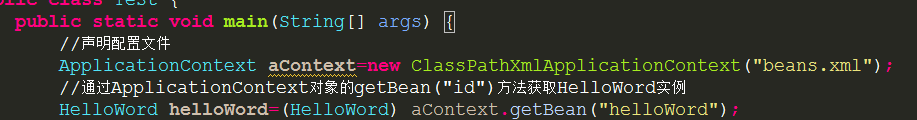 public class Test {
public static void main(String[] args) {
//声明配置文件
ApplicationContext aContext=new ClassPathXmlApplicationContext("beans.xml");
//通过ApplicationContext对象的getBean("id")方法获取HelloWord实例
HelloWord helloWord=(HelloWord) aContext.getBean("helloWord");